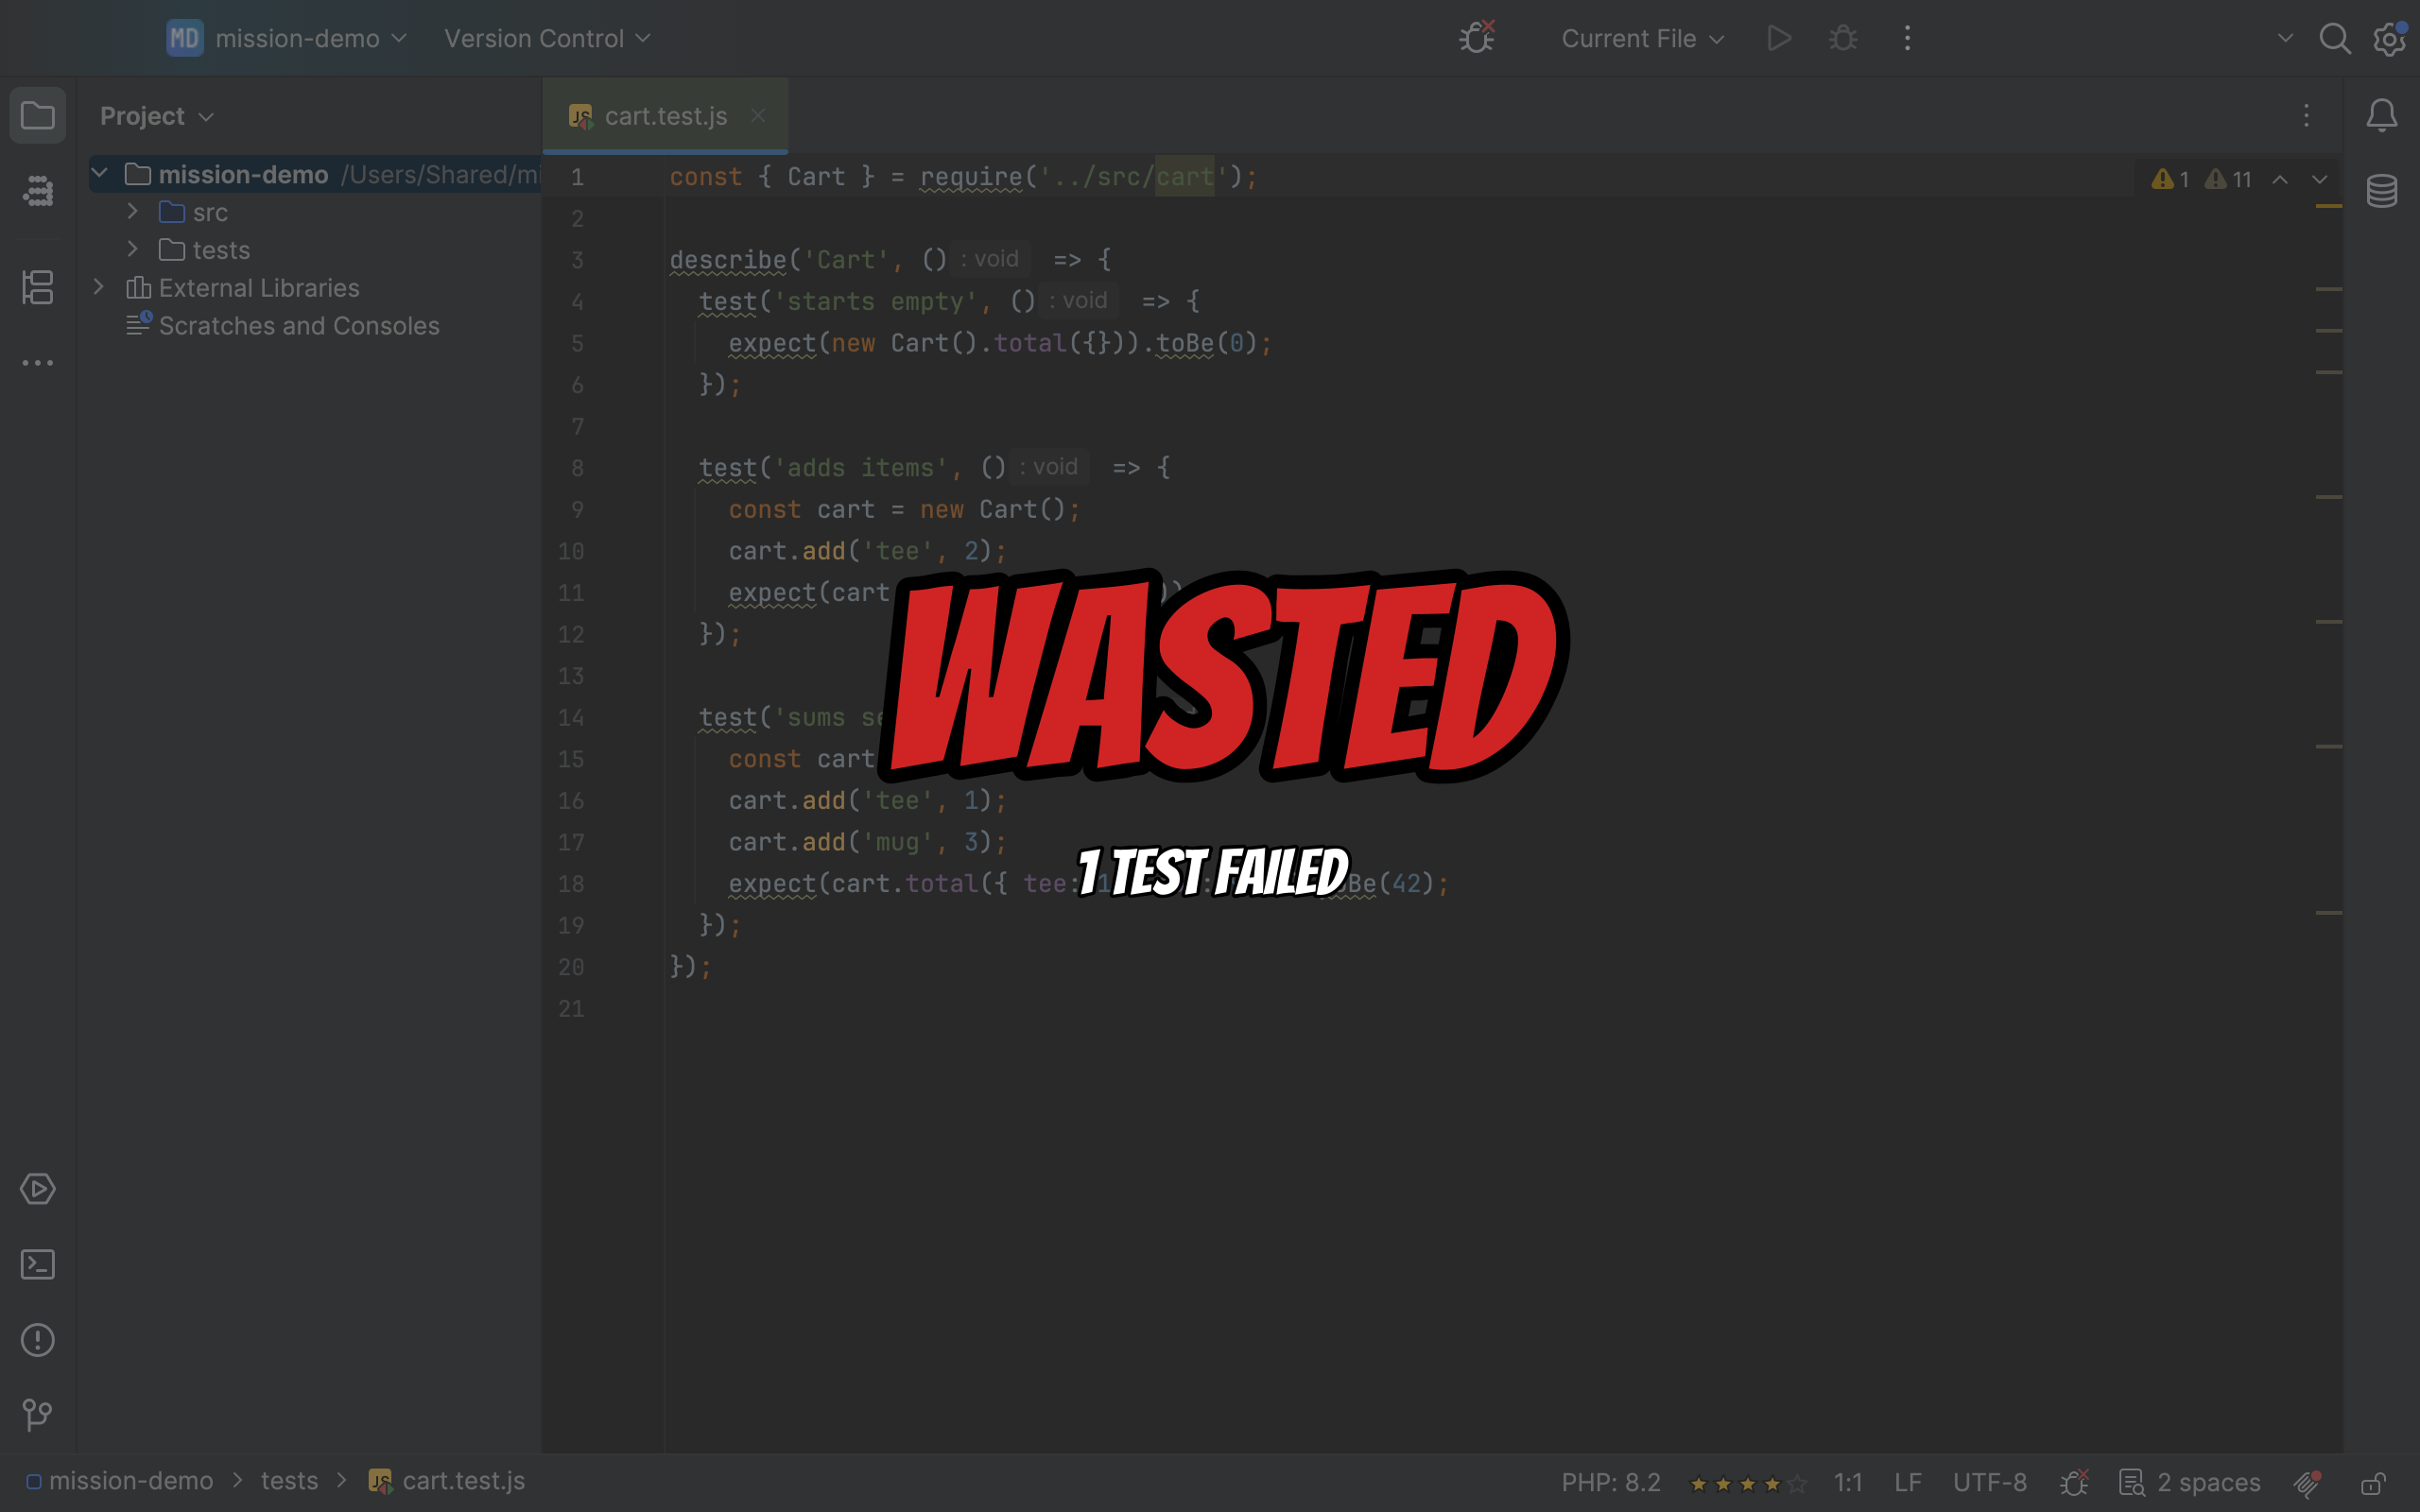 MD mission-demo Version Control Current File
Project
cart.test.js
mission-demo /Users/Shared/mi
src
tests
External Libraries
Scratches and Consoles
1 const { Cart } = require('../src/cart');
1 11
2
3 describe('Cart', () : void => {
4 test('starts empty', () : void => {
5 expect(new Cart().total({})).toBe(0);
6 });
7
8 test('adds items', () : void => {
9 const cart = new Cart();
10 cart.add('tee', 2);
11 expect(cart
12 });
13
WASTED
14 test('sums
15 const cart
16 cart.add('tee', 1);
17 cart.add('mug', 3);
1 TEST FAILED
18 expect(cart.total({ tee: (42);
19 });
20 });
21
mission-demo > tests > JS cart.test.js
PHP: 8.2 1:1 LF UTF-8 2 spaces